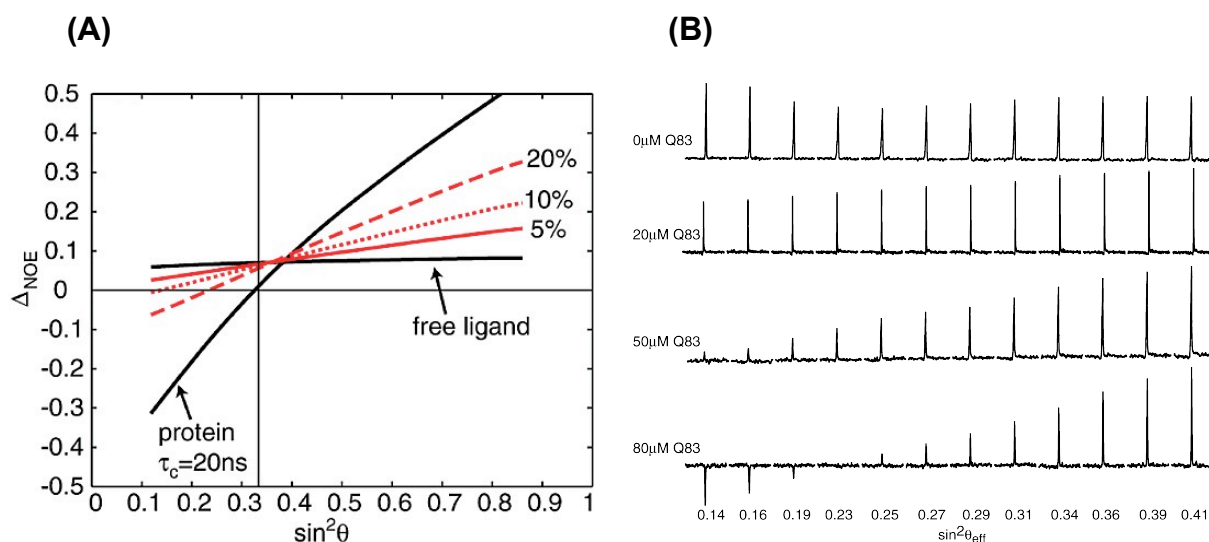 (A)
0.5
0.4
0.3
0.2
0.1
0
-0.1
-0.2
-0.3
-0.4
-0.5
ΔNOE
20%
10%
5%
free ligand
protein
τc=20ns
0 0.1 0.2 0.3 0.4 0.5 0.6 0.7 0.8 0.9 1
sin²θ
(B)
0μM Q83
20μM Q83
50μM Q83
80μM Q83
0.14 0.16 0.19 0.23 0.25 0.27 0.29 0.31 0.34 0.36 0.39 0.41
sin²θeff